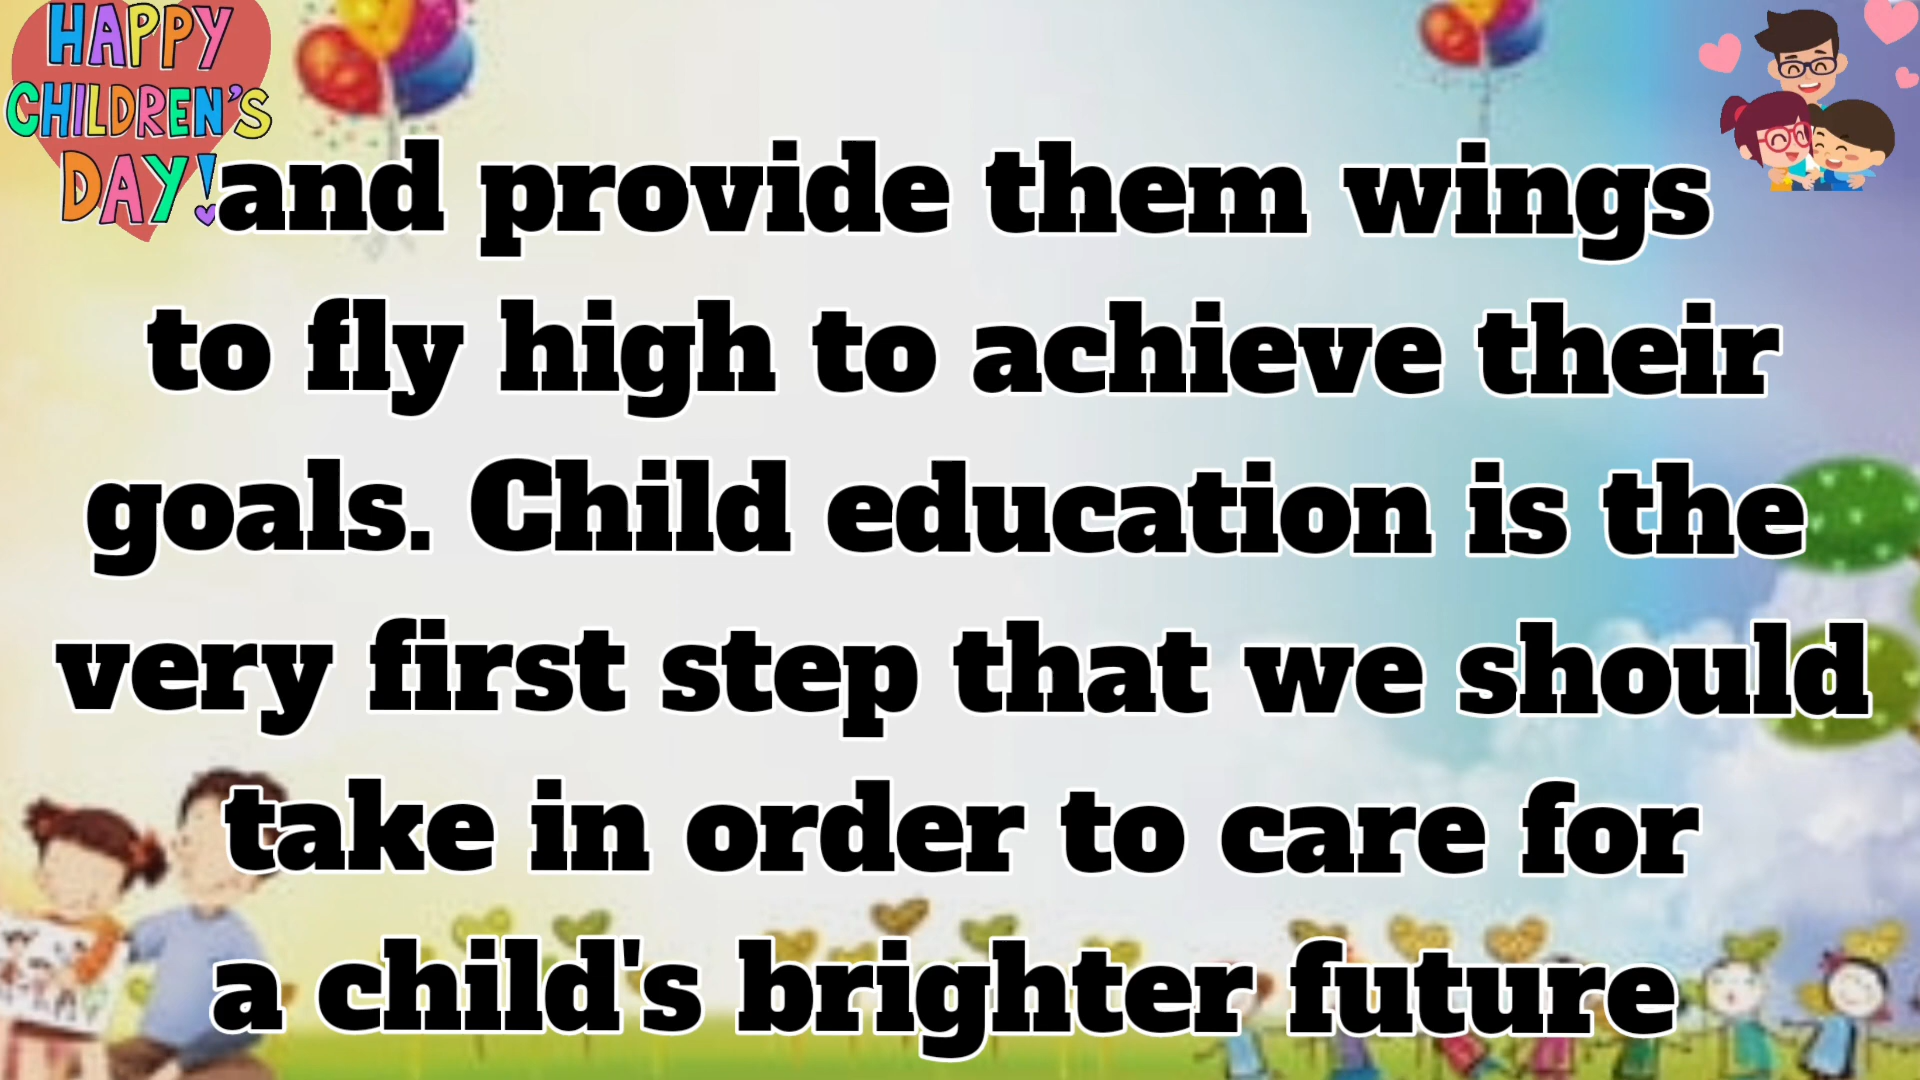 HAPPY
CHILDREN'S
DAY!
and provide them wings
to fly high to achieve their
goals. Child education is the
very first step that we should
take in order to care for
a child's brighter future